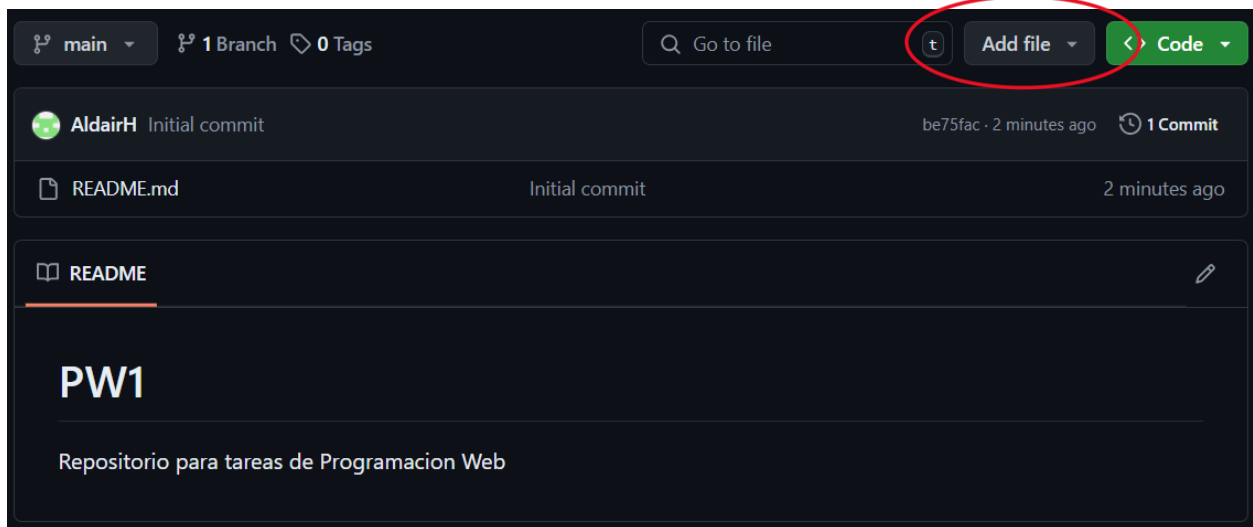 main 1 Branch 0 Tags Go to file t Add file <> Code
AldairH Initial commit be75fac · 2 minutes ago 1 Commit
README.md Initial commit 2 minutes ago
README
PW1
Repositorio para tareas de Programacion Web